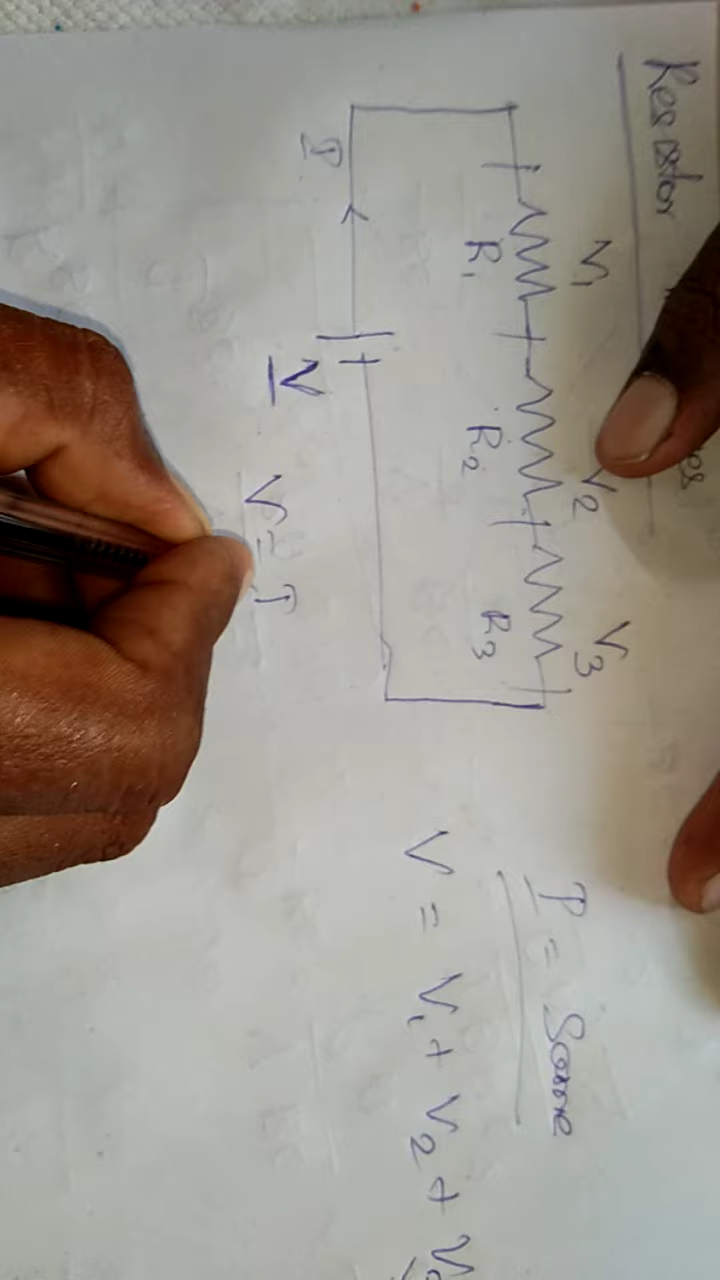 Resistor
V1 V2 V3
R1 R2 R3
I
V
I = Same
V = V1 + V2 + V3
V = I